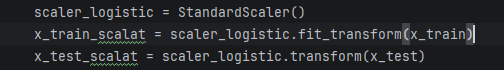 scaler_logistic = StandardScaler()
x_train_scalat = scaler_logistic.fit_transform(x_train)
x_test_scalat = scaler_logistic.transform(x_test)